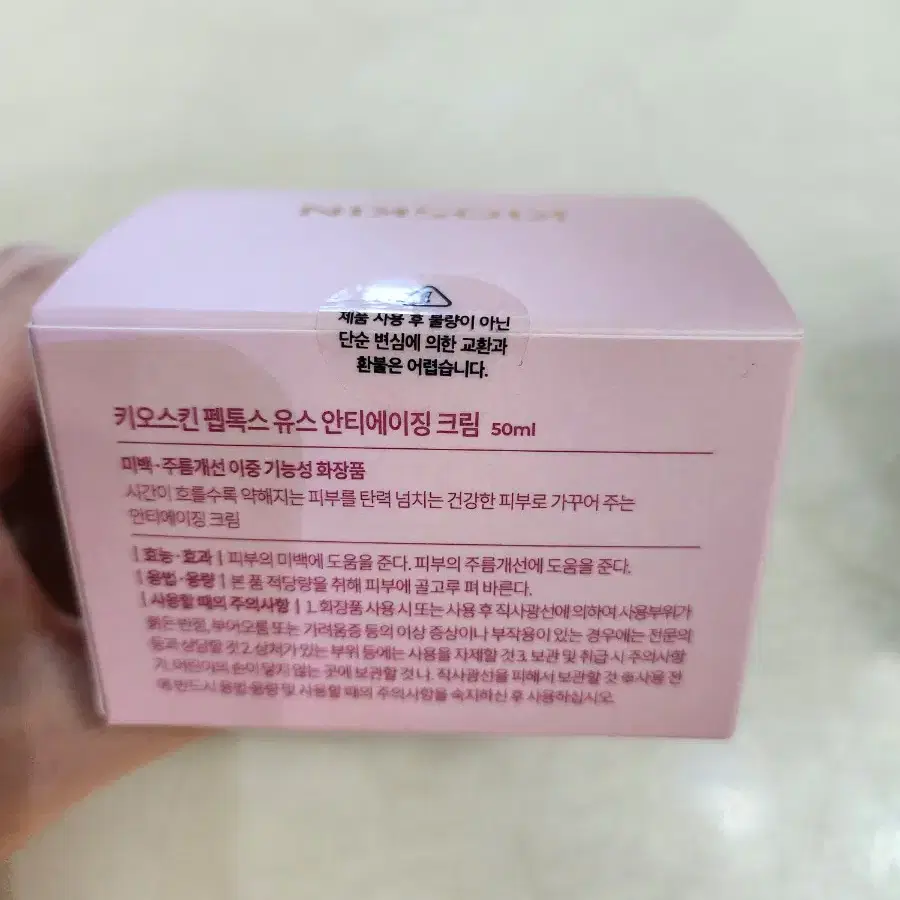 KIOSKIN
제품 사용 후 불량이 아닌
단순 변심에 의한 교환과
환불은 어렵습니다.
키오스킨 펩톡스 유스 안티에이징 크림 50ml
미백·주름개선 이중 기능성 화장품
시간이 흐를수록 약해지는 피부를 탄력 넘치는 건강한 피부로 가꾸어 주는
안티에이징 크림
| 효능·효과 | 피부의 미백에 도움을 준다. 피부의 주름개선에 도움을 준다.
| 용법·용량 | 본 품 적당량을 취해 피부에 골고루 펴 바른다.
| 사용할 때의 주의사항 | 1. 화장품 사용 시 또는 사용 후 직사광선에 의하여 사용부위가
붉은 반점, 부어오름 또는 가려움증 등의 이상 증상이나 부작용이 있는 경우에는 전문의
등과 상담할 것 2. 상처가 있는 부위 등에는 사용을 자제할 것 3. 보관 및 취급 시 주의사항
가. 어린이의 손이 닿지 않는 곳에 보관할 것 나. 직사광선을 피해서 보관할 것 ※사용 전
에 반드시 용법·용량 및 사용할 때의 주의사항을 숙지하신 후 사용하십시오.